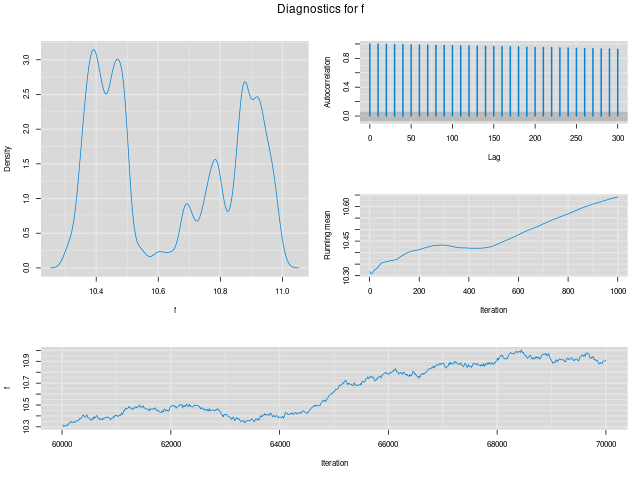 Diagnostics for f
Density
3.0
2.5
2.0
1.5
1.0
0.5
0.0
10.4 10.6 10.8 11.0
f
Autocorrelation
0.8
0.4
0.0
0 50 100 150 200 250 300
Lag
Running mean
10.60
10.45
10.30
0 200 400 600 800 1000
Iteration
f
10.9
10.7
10.5
10.3
60000 62000 64000 66000 68000 70000
Iteration